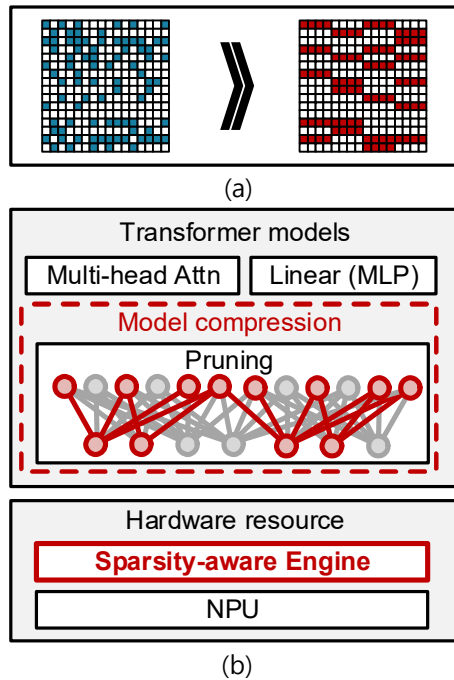 (a)
Transformer models
Multi-head Attn
Linear (MLP)
Model compression
Pruning
Hardware resource
Sparsity-aware Engine
NPU
(b)